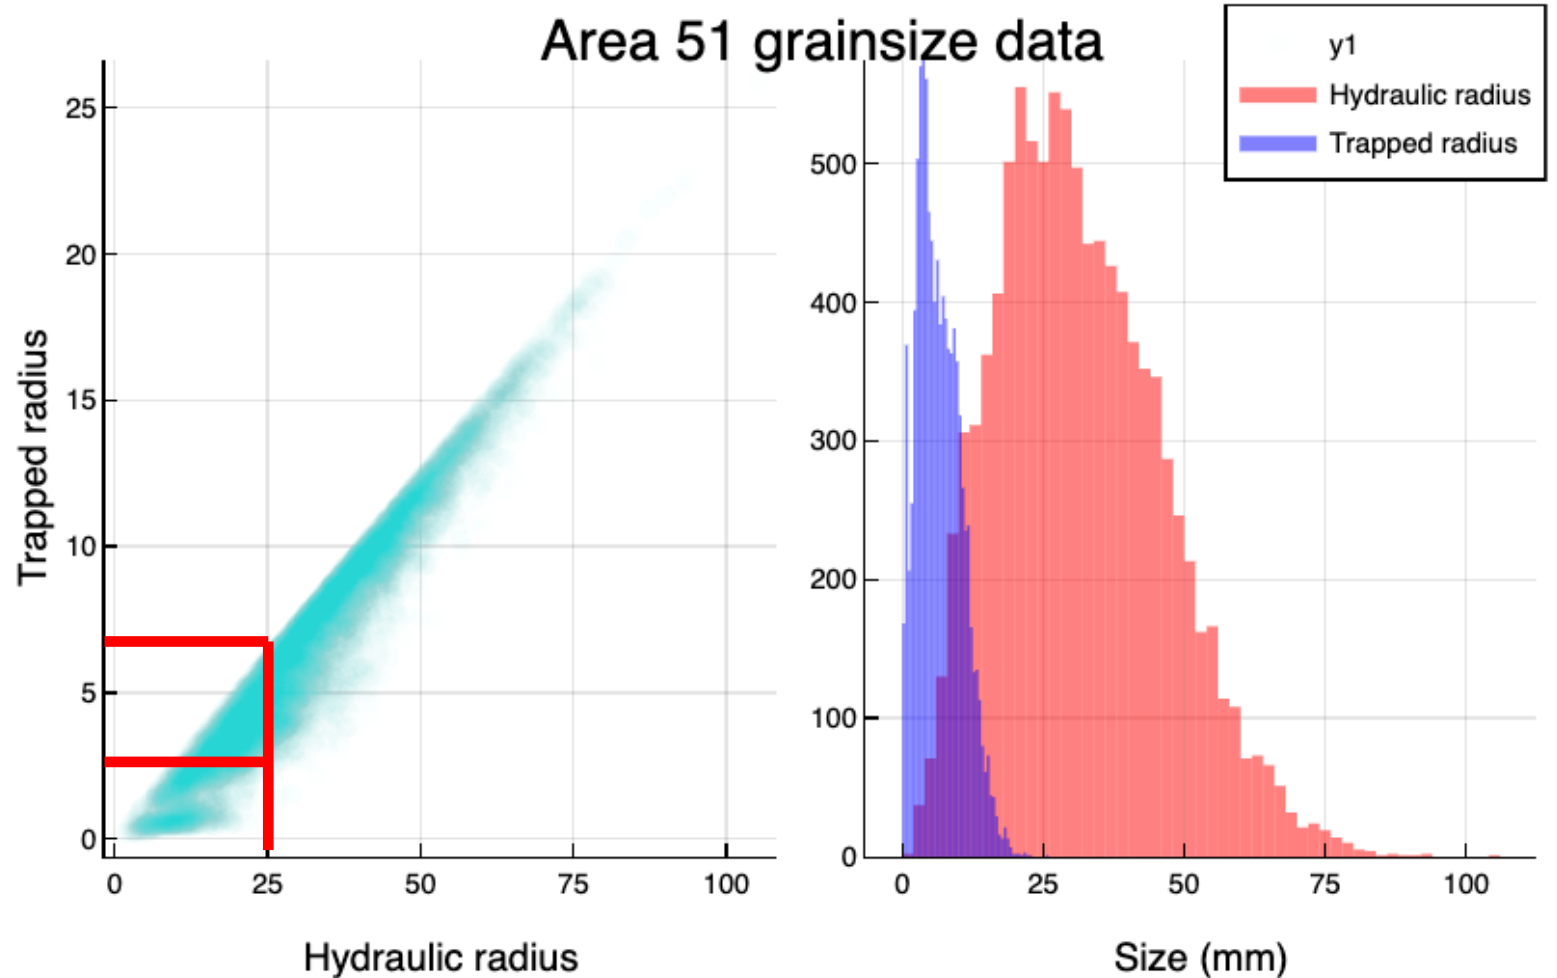 Area 51 grainsize data
y1
Hydraulic radius
Trapped radius
Trapped radius
25
20
15
10
5
0
0 25 50 75 100
Hydraulic radius
500
400
300
200
100
0
0 25 50 75 100
Size (mm)